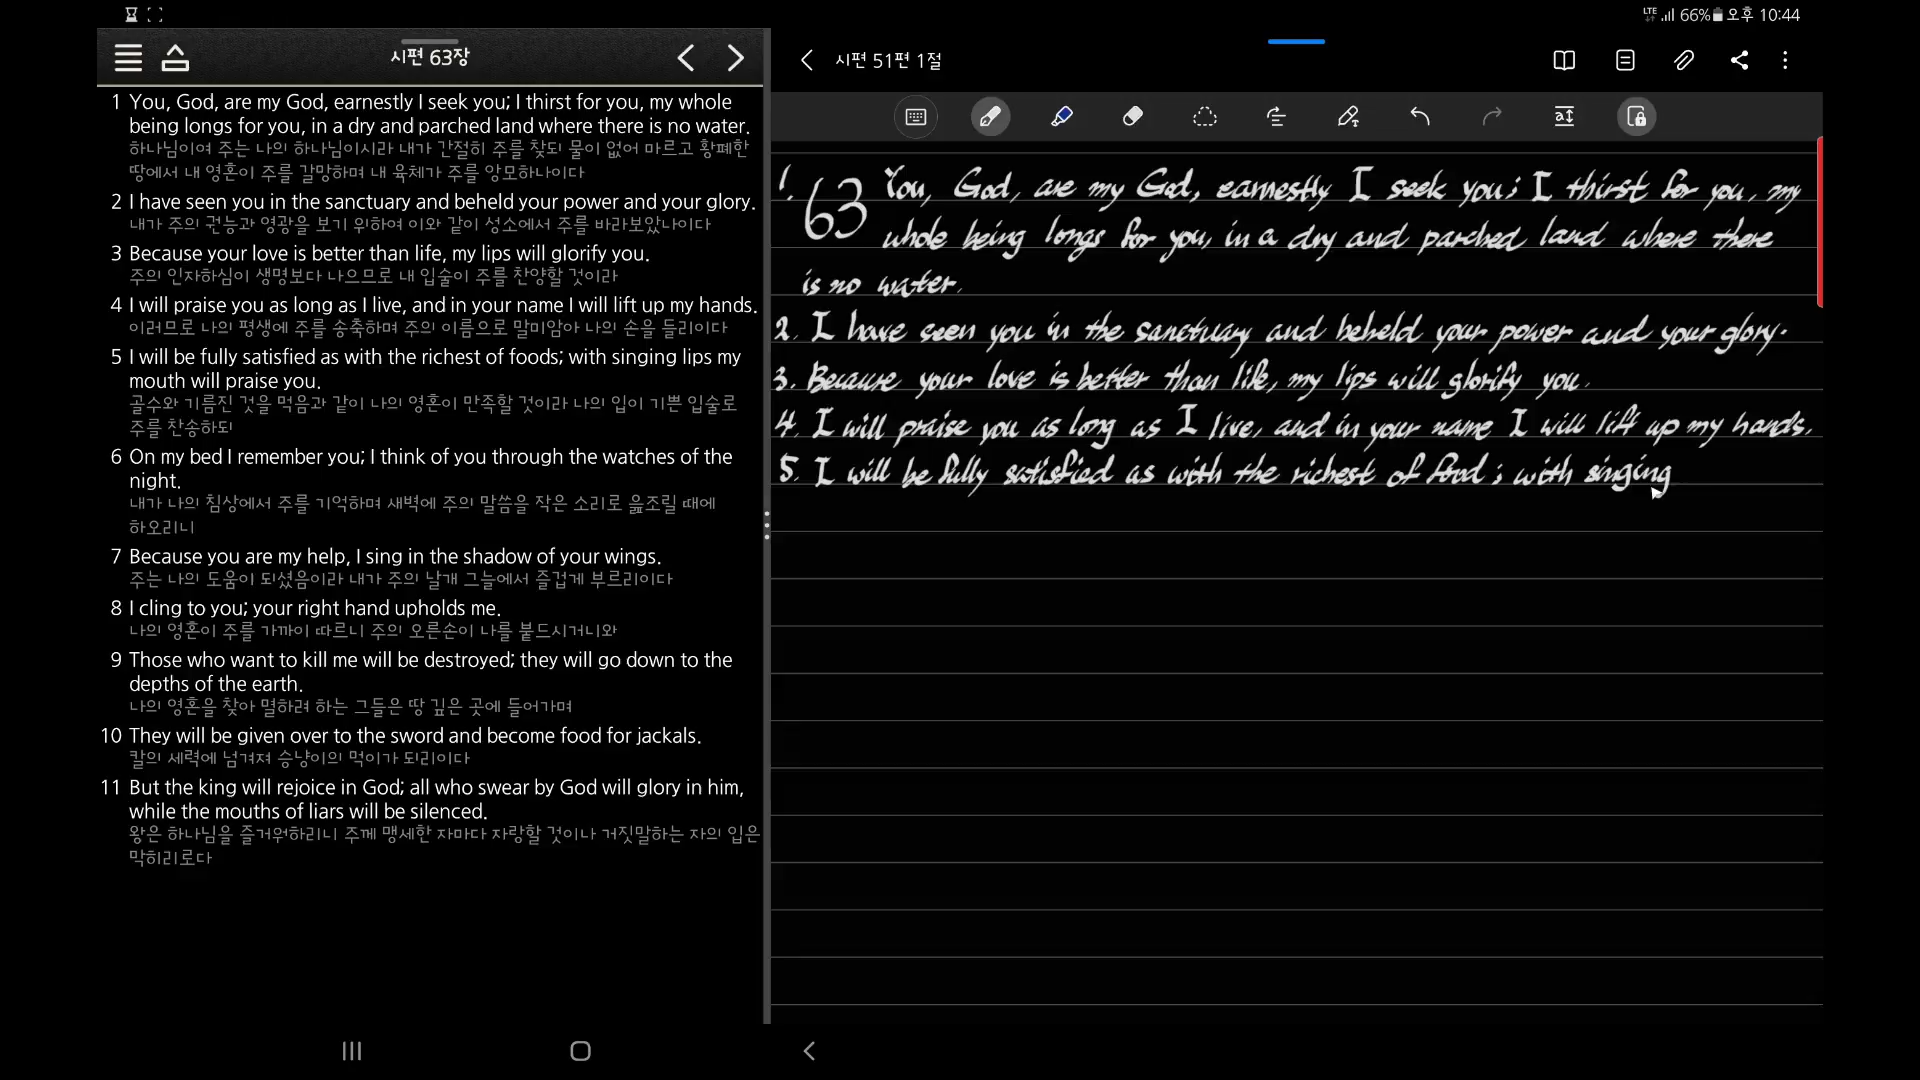 LTE 66% 오후 10:44
시편 63장
1 You, God, are my God, earnestly I seek you; I thirst for you, my whole
being longs for you, in a dry and parched land where there is no water.
하나님이여 주는 나의 하나님이시라 내가 간절히 주를 찾되 물이 없어 마르고 황폐한
땅에서 내 영혼이 주를 갈망하며 내 육체가 주를 앙모하나이다
2 I have seen you in the sanctuary and beheld your power and your glory.
내가 주의 권능과 영광을 보기 위하여 이와 같이 성소에서 주를 바라보았나이다
3 Because your love is better than life, my lips will glorify you.
주의 인자하심이 생명보다 나으므로 내 입술이 주를 찬양할 것이라
4 I will praise you as long as I live, and in your name I will lift up my hands.
이러므로 나의 평생에 주를 송축하며 주의 이름으로 말미암아 나의 손을 들리이다
5 I will be fully satisfied as with the richest of foods; with singing lips my
mouth will praise you.
골수와 기름진 것을 먹음과 같이 나의 영혼이 만족할 것이라 나의 입이 기쁜 입술로
주를 찬송하되
6 On my bed I remember you; I think of you through the watches of the
night.
내가 나의 침상에서 주를 기억하며 새벽에 주의 말씀을 작은 소리로 읊조릴 때에
하오리니
7 Because you are my help, I sing in the shadow of your wings.
주는 나의 도움이 되셨음이라 내가 주의 날개 그늘에서 즐겁게 부르리이다
8 I cling to you; your right hand upholds me.
나의 영혼이 주를 가까이 따르니 주의 오른손이 나를 붙드시거니와
9 Those who want to kill me will be destroyed; they will go down to the
depths of the earth.
나의 영혼을 찾아 멸하려 하는 그들은 땅 깊은 곳에 들어가며
10 They will be given over to the sword and become food for jackals.
칼의 세력에 넘겨져 승냥이의 먹이가 되리이다
11 But the king will rejoice in God; all who swear by God will glory in him,
while the mouths of liars will be silenced.
왕은 하나님을 즐거워하리니 주께 맹세한 자마다 자랑할 것이나 거짓말하는 자의 입은
막히리로다
시편 51편 1절
1. 63 You, God, are my God, earnestly I seek you; I thirst for you, my
whole being longs for you, in a dry and parched land where there
is no water.
2. I have seen you in the sanctuary and beheld your power and your glory.
3. Because your love is better than life, my lips will glorify you.
4. I will praise you as long as I live, and in your name I will lift up my hands.
5. I will be fully satisfied as with the richest of food; with singing